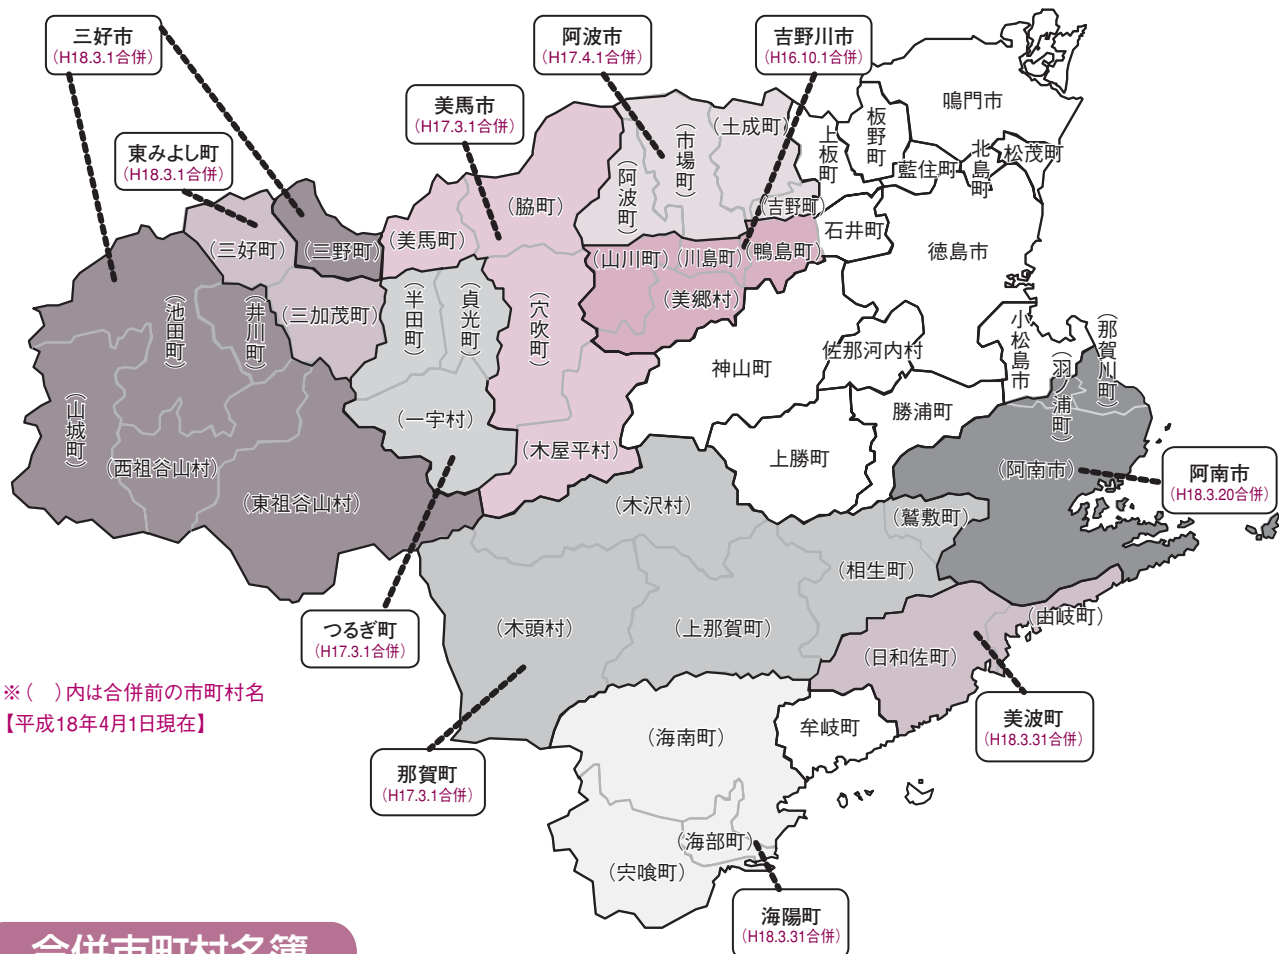 三好市
(H18.3.1合併)
阿波市
(H17.4.1合併)
吉野川市
(H16.10.1合併)
美馬市
(H17.3.1合併)
東みよし町
(H18.3.1合併)
鳴門市
板野町
上板町
(土成町)
(市場町)
(阿波町)
(吉野町)
藍住町
北島町
松茂町
(脇町)
(美馬町)
(三野町)
(三好町)
石井町
徳島市
(山川町)
(川島町)
(鴨島町)
(美郷村)
(池田町)
(井川町)
(三加茂町)
(半田町)
(貞光町)
(穴吹町)
神山町
佐那河内村
小松島市
(那賀川町)
(羽ノ浦町)
勝浦町
(山城町)
(西祖谷山村)
(東祖谷山村)
(一宇村)
(木屋平村)
上勝町
(阿南市)
阿南市
(H18.3.20合併)
(木沢村)
(鷲敷町)
(相生町)
つるぎ町
(H17.3.1合併)
(木頭村)
(上那賀町)
(由岐町)
(日和佐町)
※(　)内は合併前の市町村名
【平成18年4月1日現在】
美波町
(H18.3.31合併)
牟岐町
(海南町)
那賀町
(H17.3.1合併)
(海部町)
(宍喰町)
海陽町
(H18.3.31合併)
合併市町村名簿